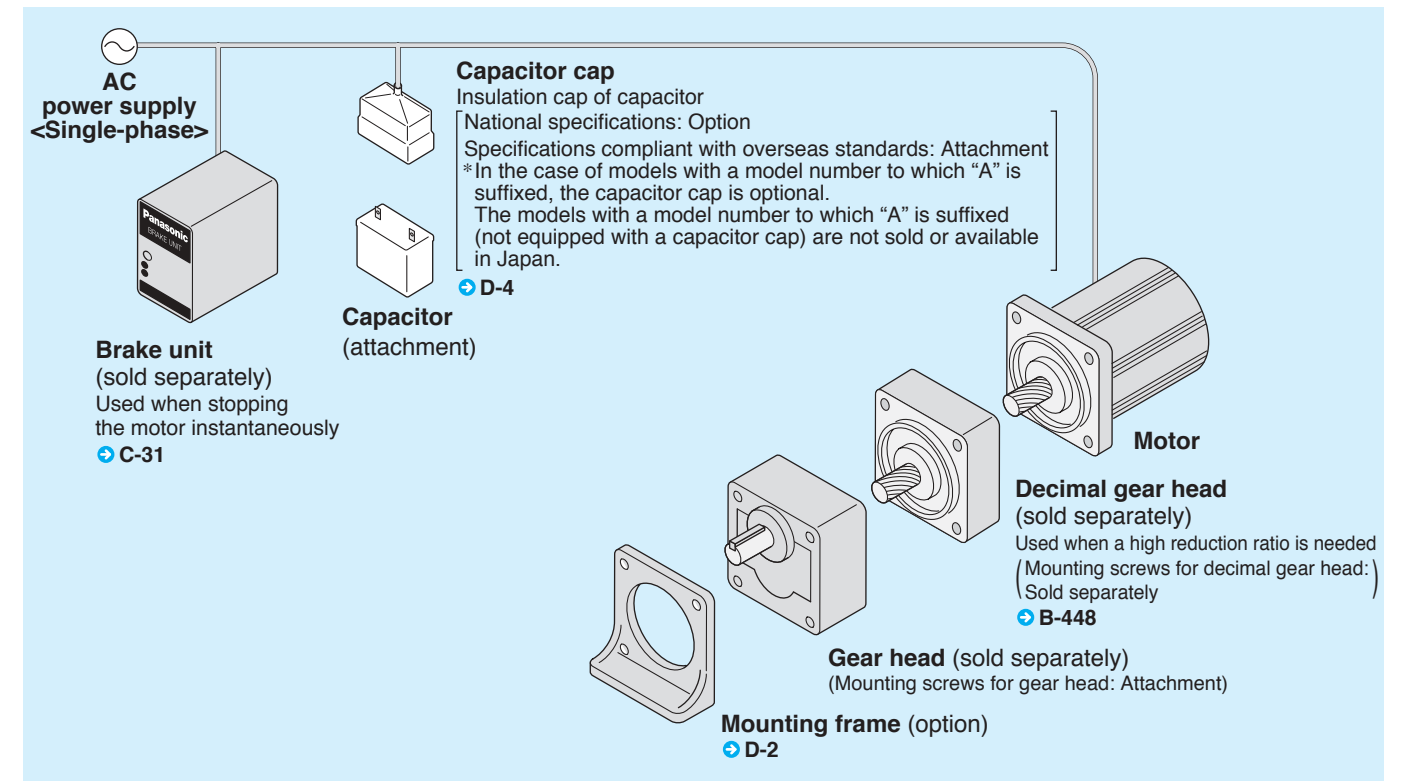 AC
power supply
<Single-phase>
Capacitor cap
Insulation cap of capacitor
National specifications: Option
Specifications compliant with overseas standards: Attachment
*In the case of models with a model number to which “A” is
suffixed, the capacitor cap is optional.
The models with a model number to which “A” is suffixed
(not equipped with a capacitor cap) are not sold or available
in Japan.
D-4
Panasonic
BRAKE UNIT
Capacitor
(attachment)
Brake unit
(sold separately)
Used when stopping
the motor instantaneously
C-31
Motor
Decimal gear head
(sold separately)
Used when a high reduction ratio is needed
(Mounting screws for decimal gear head:
Sold separately)
B-448
Gear head (sold separately)
(Mounting screws for gear head: Attachment)
Mounting frame (option)
D-2